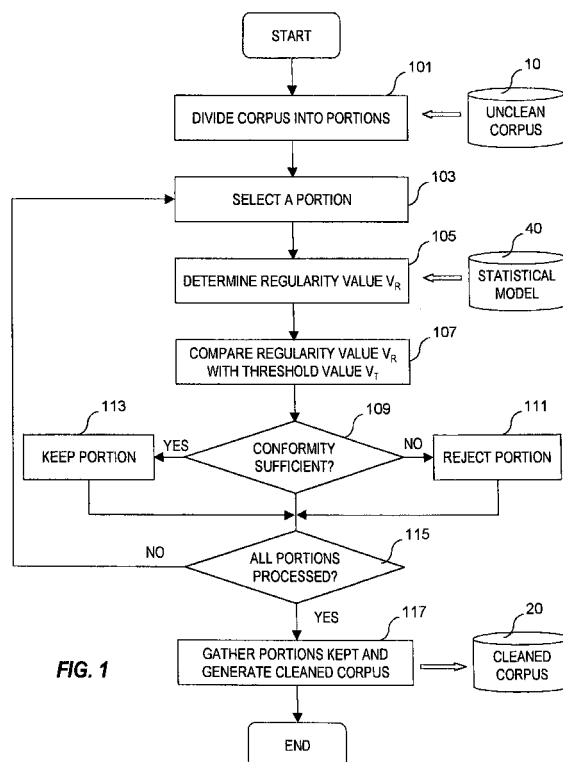 START
101
DIVIDE CORPUS INTO PORTIONS
10
UNCLEAN
CORPUS
103
SELECT A PORTION
105
DETERMINE REGULARITY VALUE VR
40
STATISTICAL
MODEL
107
COMPARE REGULARITY VALUE VR
WITH THRESHOLD VALUE VT
113
KEEP PORTION
YES
109
CONFORMITY
SUFFICIENT?
NO
111
REJECT PORTION
NO
115
ALL PORTIONS
PROCESSED?
YES
117
GATHER PORTIONS KEPT AND
GENERATE CLEANED CORPUS
20
CLEANED
CORPUS
FIG. 1
END